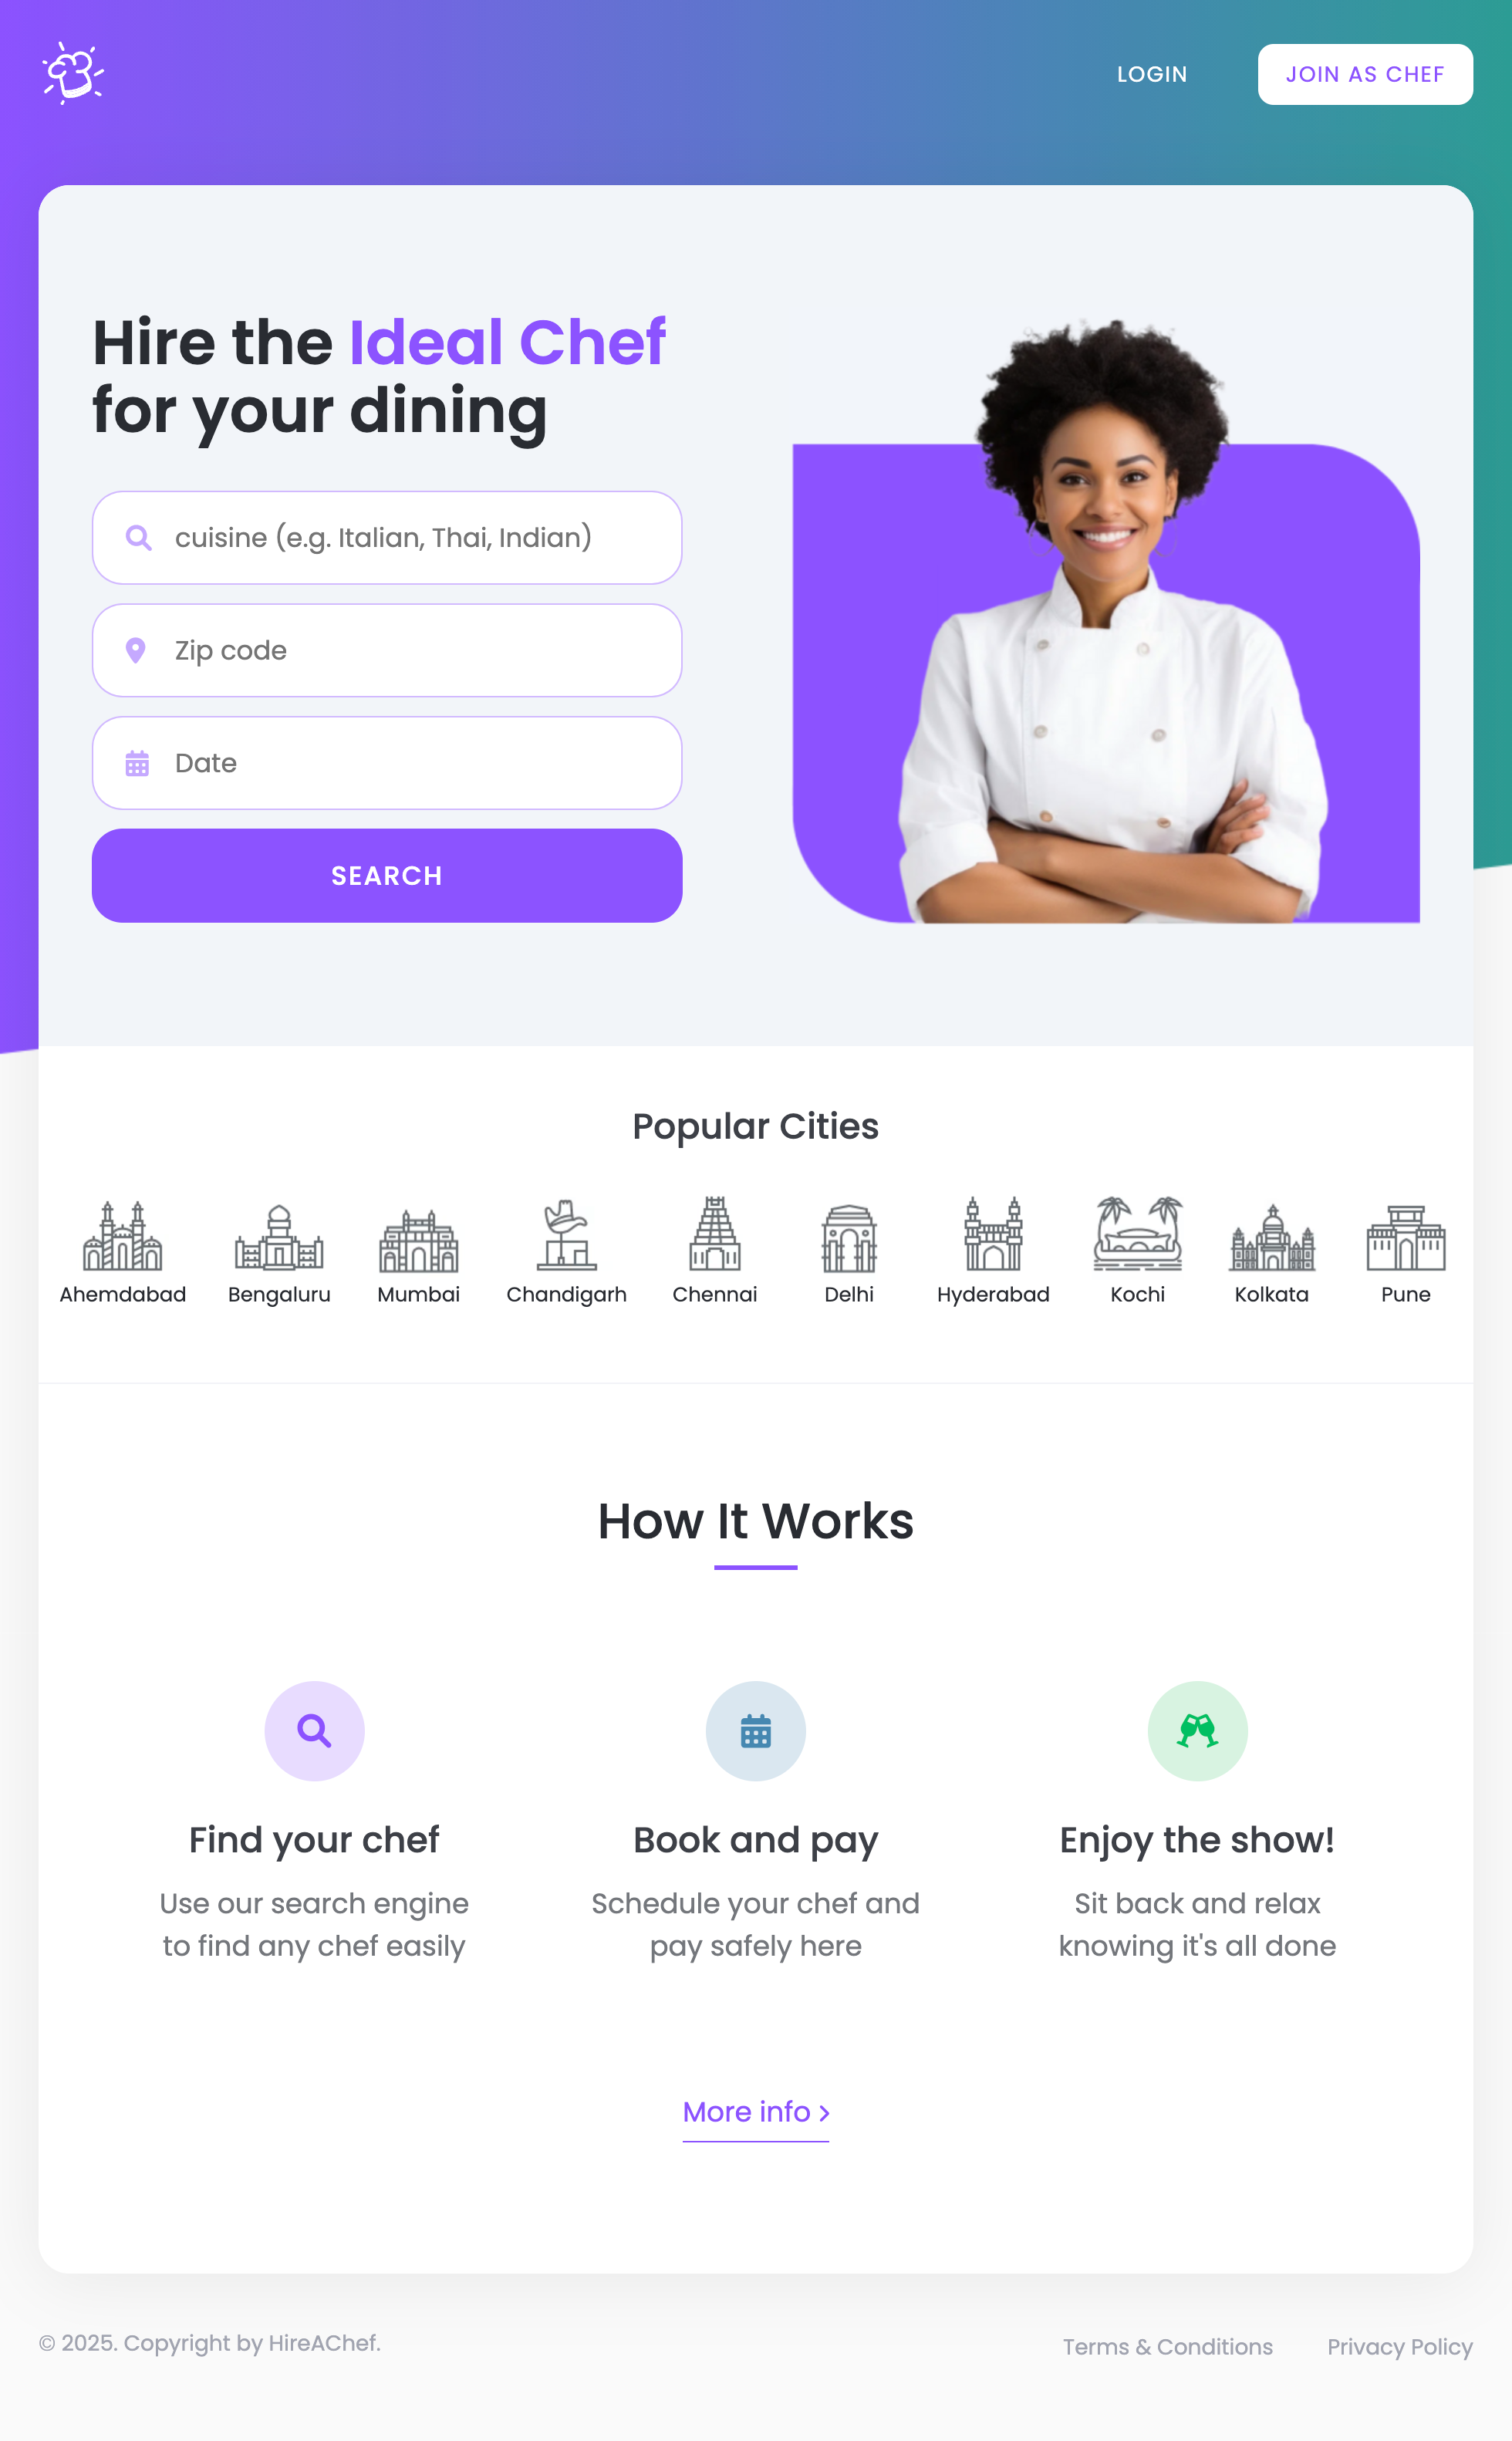 LOGIN
JOIN AS CHEF
Hire the Ideal Chef
for your dining
cuisine (e.g. Italian, Thai, Indian)
Zip code
Date
SEARCH
Popular Cities
Ahemdabad
Bengaluru
Mumbai
Chandigarh
Chennai
Delhi
Hyderabad
Kochi
Kolkata
Pune
How It Works
Find your chef
Use our search engine
to find any chef easily
Book and pay
Schedule your chef and
pay safely here
Enjoy the show!
Sit back and relax
knowing it's all done
More info
© 2025. Copyright by HireAChef.
Terms & Conditions
Privacy Policy